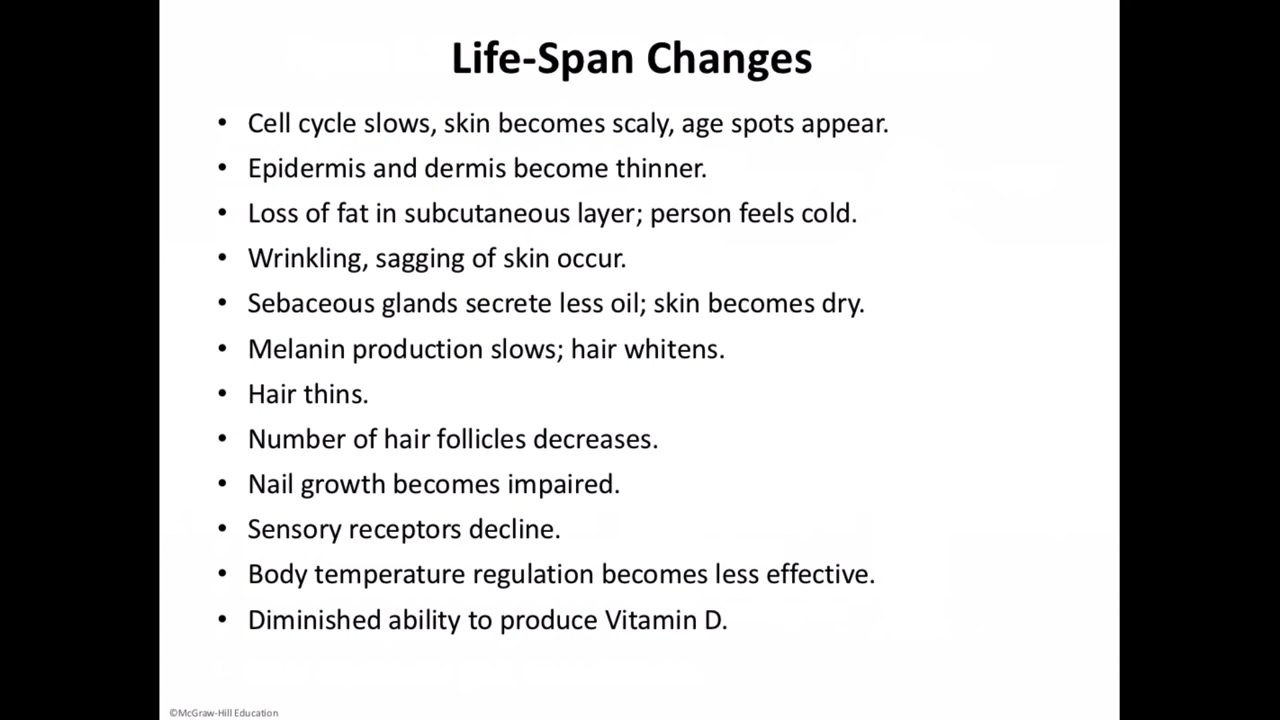 Life-Span Changes
• Cell cycle slows, skin becomes scaly, age spots appear.
• Epidermis and dermis become thinner.
• Loss of fat in subcutaneous layer; person feels cold.
• Wrinkling, sagging of skin occur.
• Sebaceous glands secrete less oil; skin becomes dry.
• Melanin production slows; hair whitens.
• Hair thins.
• Number of hair follicles decreases.
• Nail growth becomes impaired.
• Sensory receptors decline.
• Body temperature regulation becomes less effective.
• Diminished ability to produce Vitamin D.
©McGraw-Hill Education